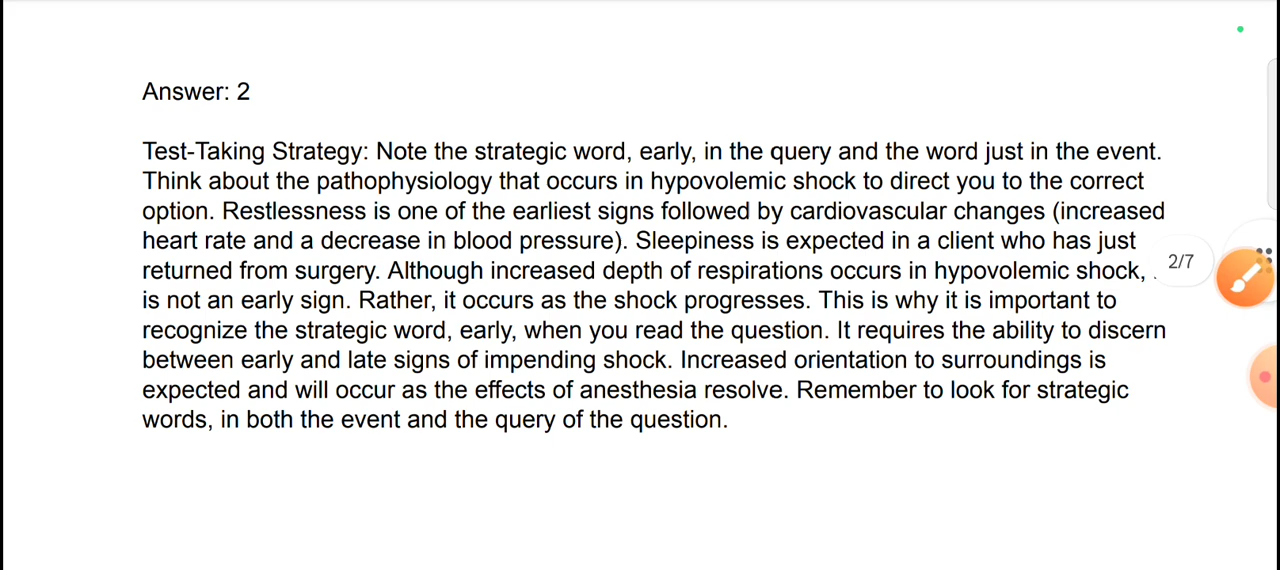 Answer: 2
Test-Taking Strategy: Note the strategic word, early, in the query and the word just in the event.
Think about the pathophysiology that occurs in hypovolemic shock to direct you to the correct
option. Restlessness is one of the earliest signs followed by cardiovascular changes (increased
heart rate and a decrease in blood pressure). Sleepiness is expected in a client who has just
returned from surgery. Although increased depth of respirations occurs in hypovolemic shock,
is not an early sign. Rather, it occurs as the shock progresses. This is why it is important to
recognize the strategic word, early, when you read the question. It requires the ability to discern
between early and late signs of impending shock. Increased orientation to surroundings is
expected and will occur as the effects of anesthesia resolve. Remember to look for strategic
words, in both the event and the query of the question.
2/7